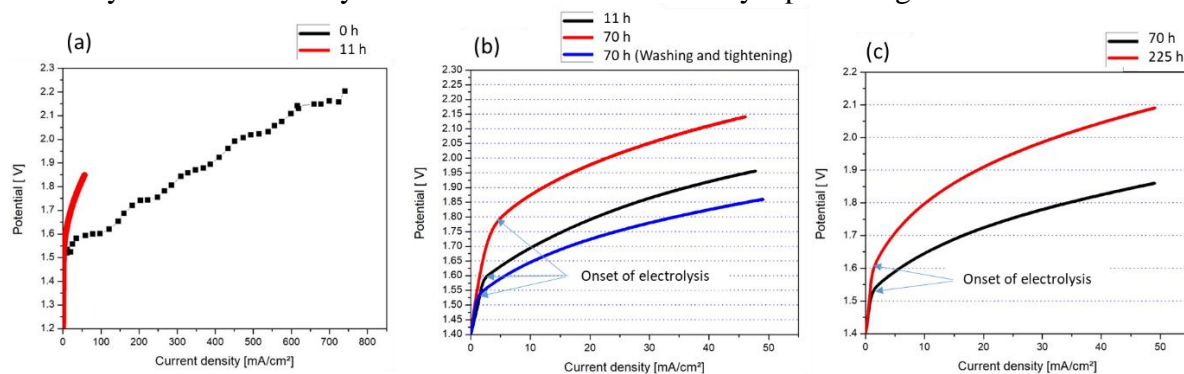 (a)
0 h
11 h
2.3
2.2
2.1
2.0
1.9
1.8
1.7
1.6
1.5
1.4
1.3
1.2
Potential [ V]
0 100 200 300 400 500 600 700 800
Current density [mA/cm²]
(b)
11 h
70 h
70 h (Washing and tightening)
2.30
2.25
2.20
2.15
2.10
2.05
2.00
1.95
1.90
1.85
1.80
1.75
1.70
1.65
1.60
1.55
1.50
1.45
1.40
Potential [ V]
Onset of electrolysis
0 10 20 30 40 50
Current density [mA/cm²]
(c)
70 h
225 h
2.2
2.1
2.0
1.9
1.8
1.7
1.6
1.5
1.4
Potential [ V]
Onset of electrolysis
0 10 20 30 40 50
Current density [mA/cm²]